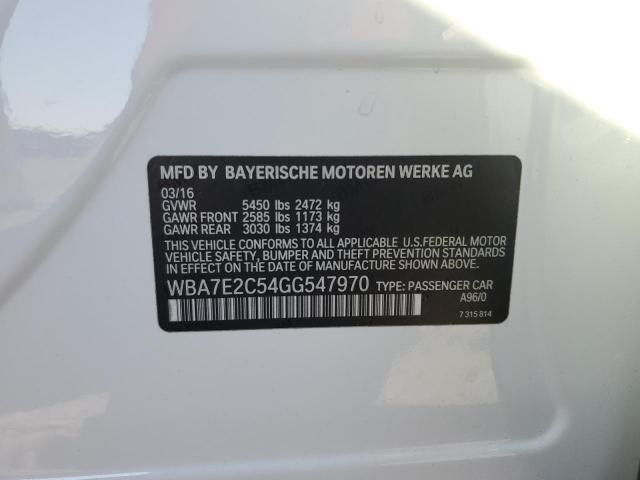 MFD BY BAYERISCHE MOTOREN WERKE AG
03/16
GVWR 5450 lbs 2472 kg
GAWR FRONT 2585 lbs 1173 kg
GAWR REAR 3030 lbs 1374 kg
THIS VEHICLE CONFORMS TO ALL APPLICABLE U.S.FEDERAL MOTOR
VEHICLE SAFETY, BUMPER AND THEFT PREVENTION STANDARDS IN
EFFECT ON THE DATE OF MANUFACTURE SHOWN ABOVE.
WBA7E2C54GG547970 TYPE: PASSENGER CAR
A96/0
7 315 814